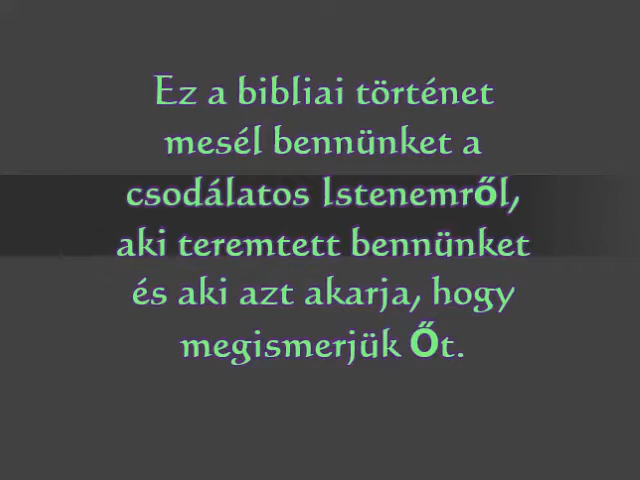 Ez a bibliai történet
mesél bennünket a
csodálatos Istenemről,
aki teremtett bennünket
és aki azt akarja, hogy
megismerjük Őt.